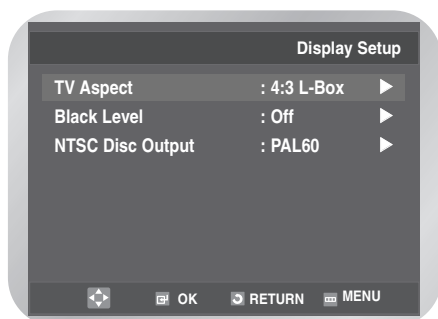 Display Setup
TV Aspect : 4:3 L-Box
Black Level : Off
NTSC Disc Output : PAL60
OK RETURN MENU